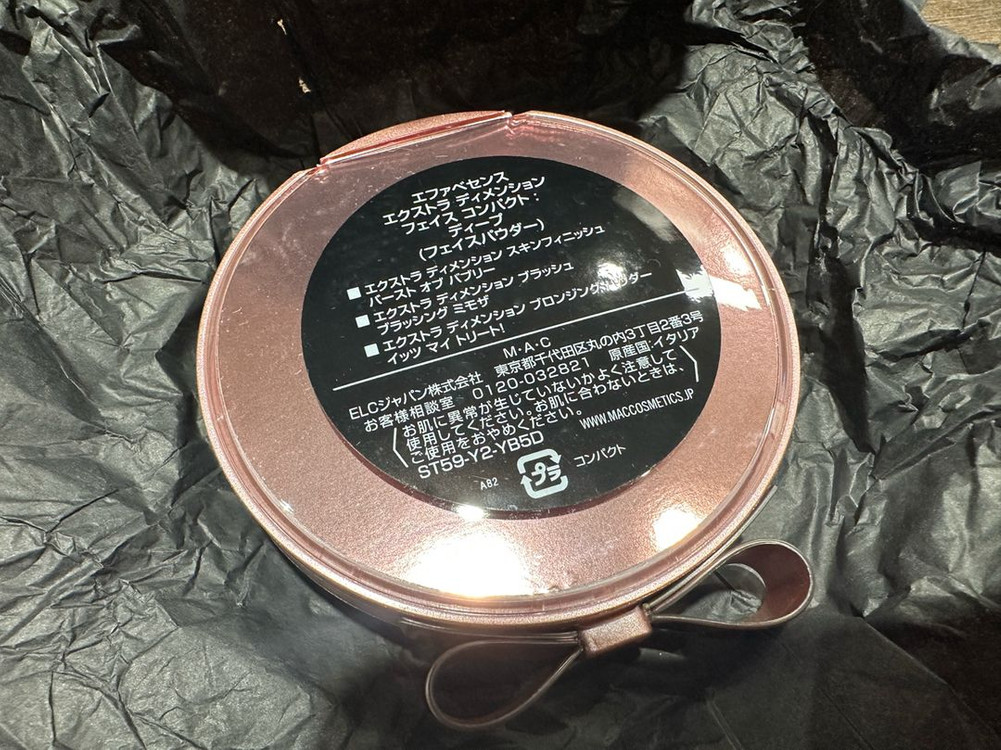 エファベセンス
エクストラ ディメンション
フェイス コンパクト:
ディープ
(フェイスパウダー)
■ エクストラ ディメンション スキンフィニッシュ
バースト オブ バブリー
■ エクストラ ディメンション ブラッシュ
ブラッシング ミモザ
■ エクストラ ディメンション ブロンジング パウダー
イッツ マイ トリート!
M・A・C
ELCジャパン株式会社 東京都千代田区丸の内3丁目2番3号
お客様相談室 0120-032821 原産国:イタリア
お肌に異常が生じていないかよく注意して
使用してください。お肌に合わないときは、
ご使用をおやめください。 WWW.MACCOSMETICS.JP
ST59-Y2-YB5D
A82 プラ コンパクト